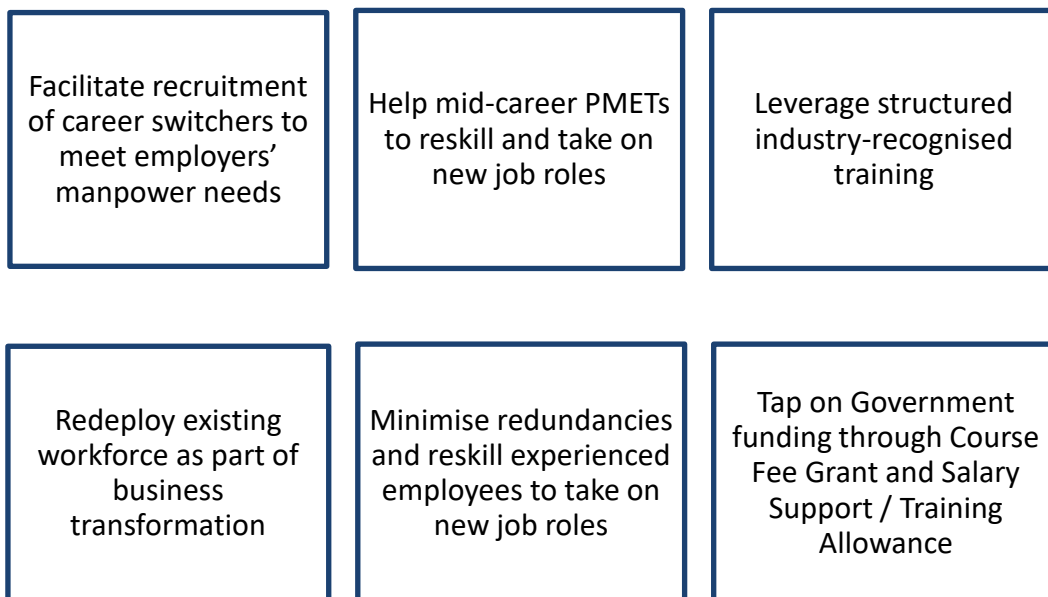 Facilitate recruitment
of career switchers to
meet employers’
manpower needs
Help mid-career PMETs
to reskill and take on
new job roles
Leverage structured
industry-recognised
training
Redeploy existing
workforce as part of
business
transformation
Minimise redundancies
and reskill experienced
employees to take on
new job roles
Tap on Government
funding through Course
Fee Grant and Salary
Support / Training
Allowance